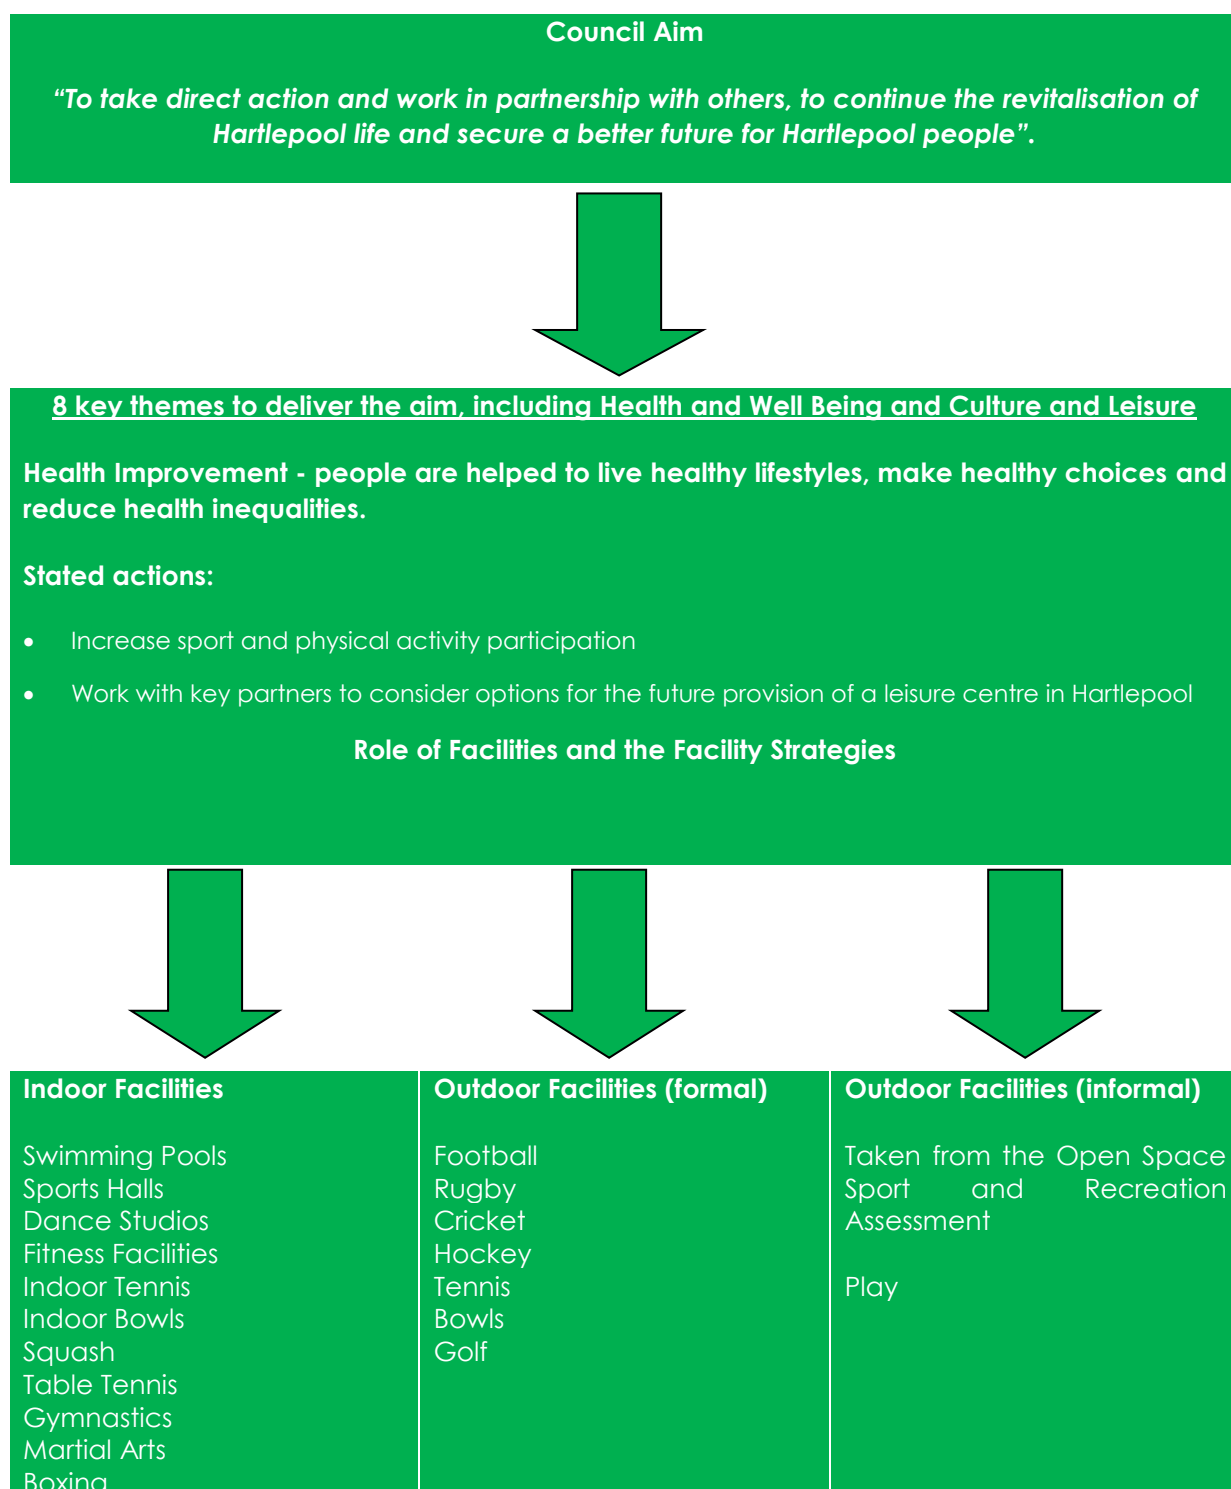 Council Aim
“To take direct action and work in partnership with others, to continue the revitalisation of
Hartlepool life and secure a better future for Hartlepool people”.
8 key themes to deliver the aim, including Health and Well Being and Culture and Leisure
Health Improvement - people are helped to live healthy lifestyles, make healthy choices and
reduce health inequalities.
Stated actions:
• Increase sport and physical activity participation
• Work with key partners to consider options for the future provision of a leisure centre in Hartlepool
Role of Facilities and the Facility Strategies
Indoor Facilities
Swimming Pools
Sports Halls
Dance Studios
Fitness Facilities
Indoor Tennis
Indoor Bowls
Squash
Table Tennis
Gymnastics
Martial Arts
Boxing
Outdoor Facilities (formal)
Football
Rugby
Cricket
Hockey
Tennis
Bowls
Golf
Outdoor Facilities (informal)
Taken from the Open Space
Sport and Recreation
Assessment
Play